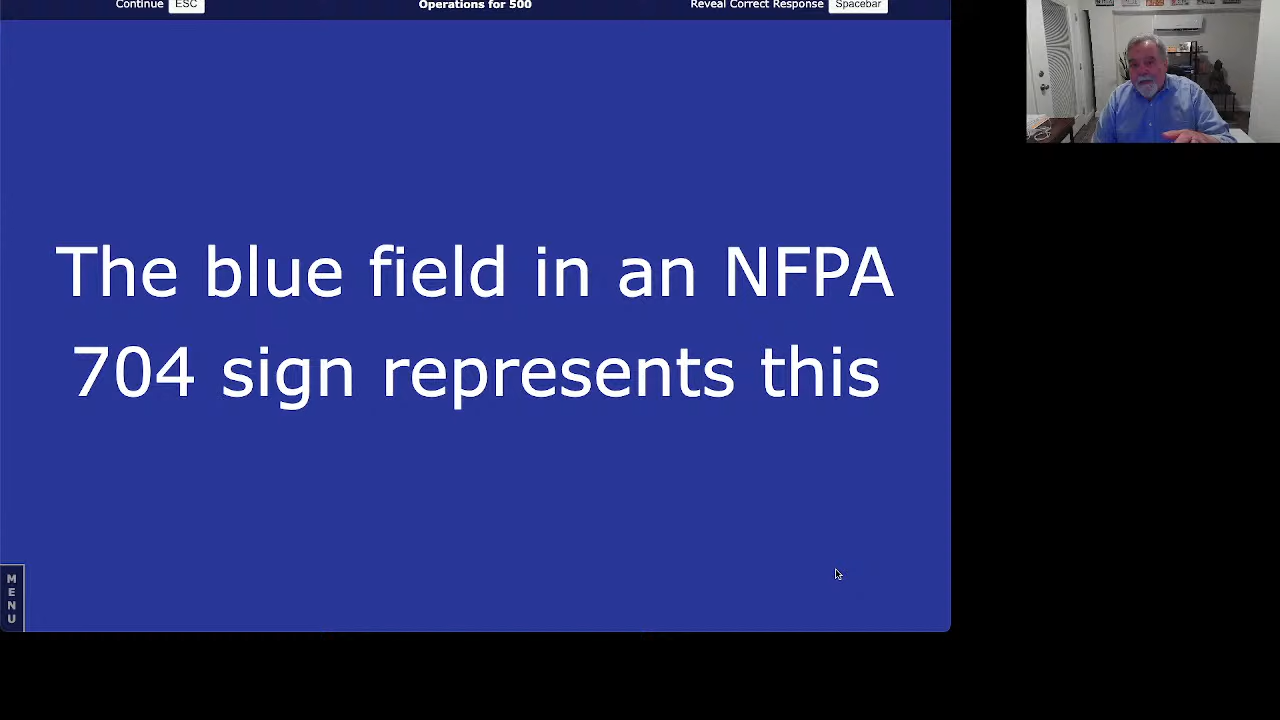 Continue ESC Operations for 500 Reveal Correct Response Spacebar
The blue field in an NFPA
704 sign represents this
MENU